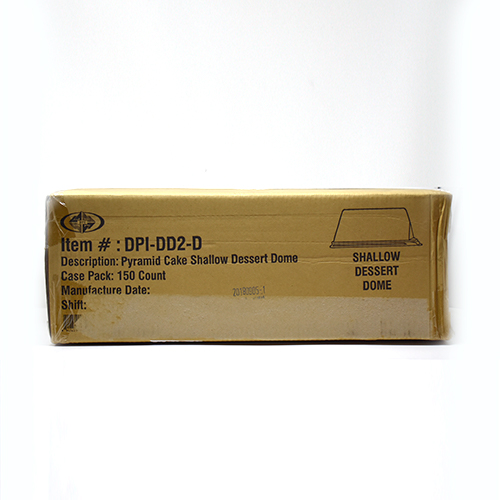 Item # : DPI-DD2-D
Description: Pyramid Cake Shallow Dessert Dome
Case Pack: 150 Count
Manufacture Date:
Shift:
SHALLOW
DESSERT
DOME